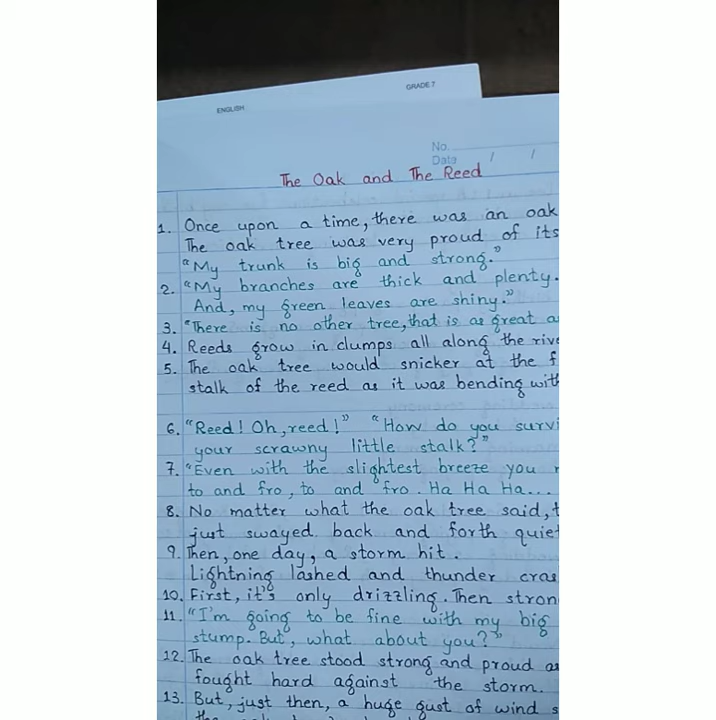 GRADE 7
ENGLISH
No.
Date / /
The Oak and The Reed
1. Once upon a time, there was an oak
The oak tree was very proud of its
"My trunk is big and strong."
2. "My branches are thick and plenty.
And, my green leaves are shiny."
3. "There is no other tree, that is as great
4. Reeds grow in clumps all along the
5. The oak tree would snicker at the
stalk of the reed as it was bending
6. "Reed! Oh, reed!" "How do you
your scrawny little stalk?"
7. "Even with the slightest breeze you
to and fro, to and fro. Ha Ha Ha...
8. No matter what the oak tree said,
just swayed back and forth
9. Then, one day, a storm hit.
Lightning lashed and thunder
10. First, it's only drizzling. Then
11. "I'm going to be fine with my big
stump. But, what about you?"
12. The oak tree stood strong and proud
fought hard against the storm.
13. But, just then, a huge gust of wind